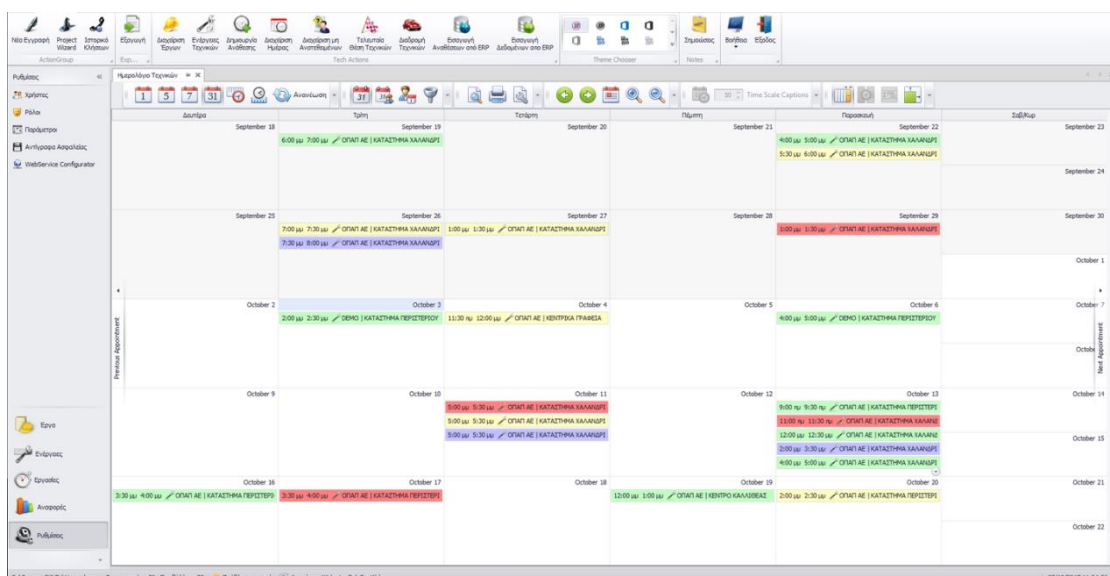 Νέα Εγγραφή
Project Wizard
Ιστορικό Κλήσεων
Εξαγωγή
Διαχείριση Έργων
Ενέργειες Τεχνικών
Δημιουργία Ανάθεσης
Διαχείριση Ημέρας
Διαχείριση μη Ανατεθειμένων
Τελευταία Θέση Τεχνικών
Διαδρομή Τεχνικών
Εισαγωγή Αναθέσεων από ERP
Εισαγωγή Δεδομένων απο ERP
Σημειώσεις
Βοήθεια
Έξοδος
ActionGroup
Exp...
Tech Actions
Theme Chooser
Notes
Ρυθμίσεις
Ημερολόγιο Τεχνικών
Χρήστες
Ρόλοι
Παράμετροι
Αντίγραφα Ασφαλείας
WebService Configurator
1 5 7 31 Ανανέωση 31 Time Scale Captions
Δευτέρα Τρίτη Τετάρτη Πέμπτη Παρασκευή Σαβ/Κυρ
September 18 September 19 September 20 September 21 September 22 September 23
6:00 μμ 7:00 μμ ΟΠΑΠ ΑΕ | ΚΑΤΑΣΤΗΜΑ ΧΑΛΑΝΔΡΙ 4:00 μμ 5:00 μμ ΟΠΑΠ ΑΕ | ΚΑΤΑΣΤΗΜΑ ΧΑΛΑΝΔΡΙ
5:30 μμ 6:00 μμ ΟΠΑΠ ΑΕ | ΚΑΤΑΣΤΗΜΑ ΧΑΛΑΝΔΡΙ
September 24
September 25 September 26 September 27 September 28 September 29 September 30
7:00 μμ 7:30 μμ ΟΠΑΠ ΑΕ | ΚΑΤΑΣΤΗΜΑ ΧΑΛΑΝΔΡΙ 1:00 μμ 1:30 μμ ΟΠΑΠ ΑΕ | ΚΑΤΑΣΤΗΜΑ ΧΑΛΑΝΔΡΙ 1:00 μμ 1:30 μμ ΟΠΑΠ ΑΕ | ΚΑΤΑΣΤΗΜΑ ΧΑΛΑΝΔΡΙ
7:30 μμ 8:00 μμ ΟΠΑΠ ΑΕ | ΚΑΤΑΣΤΗΜΑ ΧΑΛΑΝΔΡΙ
October 1
October 2 October 3 October 4 October 5 October 6 October 7
2:00 μμ 2:30 μμ DEMO | ΚΑΤΑΣΤΗΜΑ ΠΕΡΙΣΤΕΡΙΟΥ 11:30 πμ 12:00 μμ ΟΠΑΠ ΑΕ | ΚΕΝΤΡΙΚΑ ΓΡΑΦΕΙΑ 4:00 μμ 5:00 μμ DEMO | ΚΑΤΑΣΤΗΜΑ ΠΕΡΙΣΤΕΡΙΟΥ
Previous Appointment
Next Appointment
October 9 October 10 October 11 October 12 October 13 October 14
5:00 μμ 5:30 μμ ΟΠΑΠ ΑΕ | ΚΑΤΑΣΤΗΜΑ ΧΑΛΑΝΔΡΙ 9:00 πμ 9:30 πμ ΟΠΑΠ ΑΕ | ΚΑΤΑΣΤΗΜΑ ΠΕΡΙΣΤΕΡΙ
5:00 μμ 5:30 μμ ΟΠΑΠ ΑΕ | ΚΑΤΑΣΤΗΜΑ ΧΑΛΑΝΔΡΙ 11:00 πμ 11:30 πμ ΟΠΑΠ ΑΕ | ΚΑΤΑΣΤΗΜΑ ΧΑΛΑΝΔ
5:00 μμ 5:30 μμ ΟΠΑΠ ΑΕ | ΚΑΤΑΣΤΗΜΑ ΧΑΛΑΝΔΡΙ 12:00 μμ 12:30 μμ ΟΠΑΠ ΑΕ | ΚΑΤΑΣΤΗΜΑ ΧΑΛΑΝΔ
October 15
2:00 μμ 3:30 μμ ΟΠΑΠ ΑΕ | ΚΑΤΑΣΤΗΜΑ ΧΑΛΑΝΔΡΙ
4:00 μμ 5:00 μμ ΟΠΑΠ ΑΕ | ΚΑΤΑΣΤΗΜΑ ΧΑΛΑΝΔΡΙ
October 16 October 17 October 18 October 19 October 20 October 21
3:30 μμ 4:00 μμ ΟΠΑΠ ΑΕ | ΚΑΤΑΣΤΗΜΑ ΠΕΡΙΣΤΕΡΙ 3:30 μμ 4:00 μμ ΟΠΑΠ ΑΕ | ΚΑΤΑΣΤΗΜΑ ΠΕΡΙΣΤΕΡΙ 12:00 μμ 1:00 μμ ΟΠΑΠ ΑΕ | ΚΕΝΤΡΟ ΚΑΛΛΙΘΕΑΣ 2:00 μμ 2:30 μμ ΟΠΑΠ ΑΕ | ΚΑΤΑΣΤΗΜΑ ΠΕΡΙΣΤΕΡΙ
October 22
Έργα
Ενέργειες
Εργασίες
Αναφορές
Ρυθμίσεις